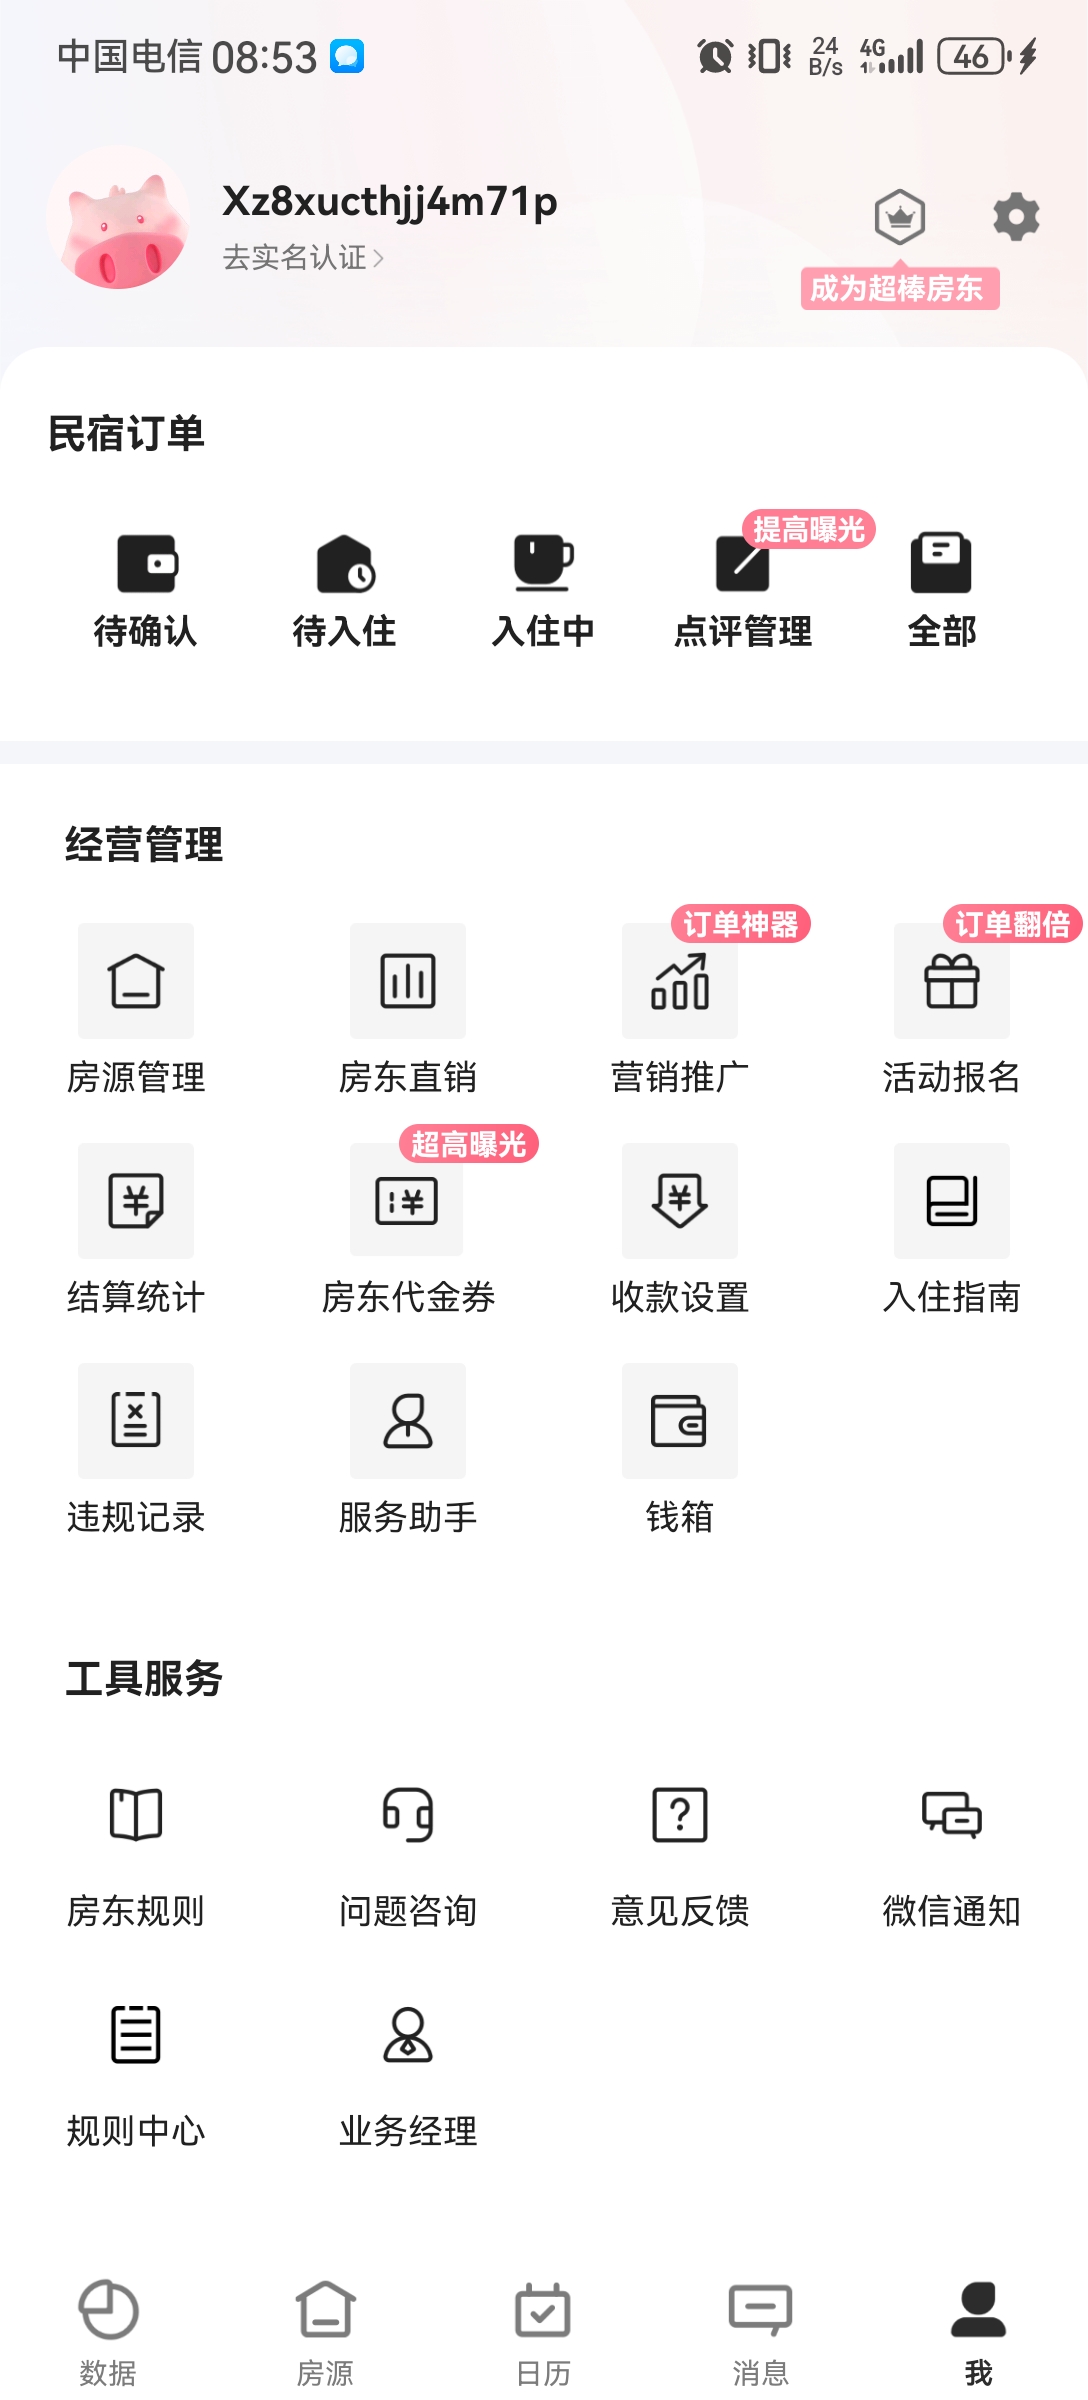 中国电信 08:53 24 B/s 4G 46
Xz8xucthjj4m71p
去实名认证
成为超棒房东
民宿订单
提高曝光
待确认 待入住 入住中 点评管理 全部
经营管理
订单神器 订单翻倍
房源管理 房东直销 营销推广 活动报名
超高曝光
结算统计 房东代金券 收款设置 入住指南
违规记录 服务助手 钱箱
工具服务
房东规则 问题咨询 意见反馈 微信通知
规则中心 业务经理
数据 房源 日历 消息 我